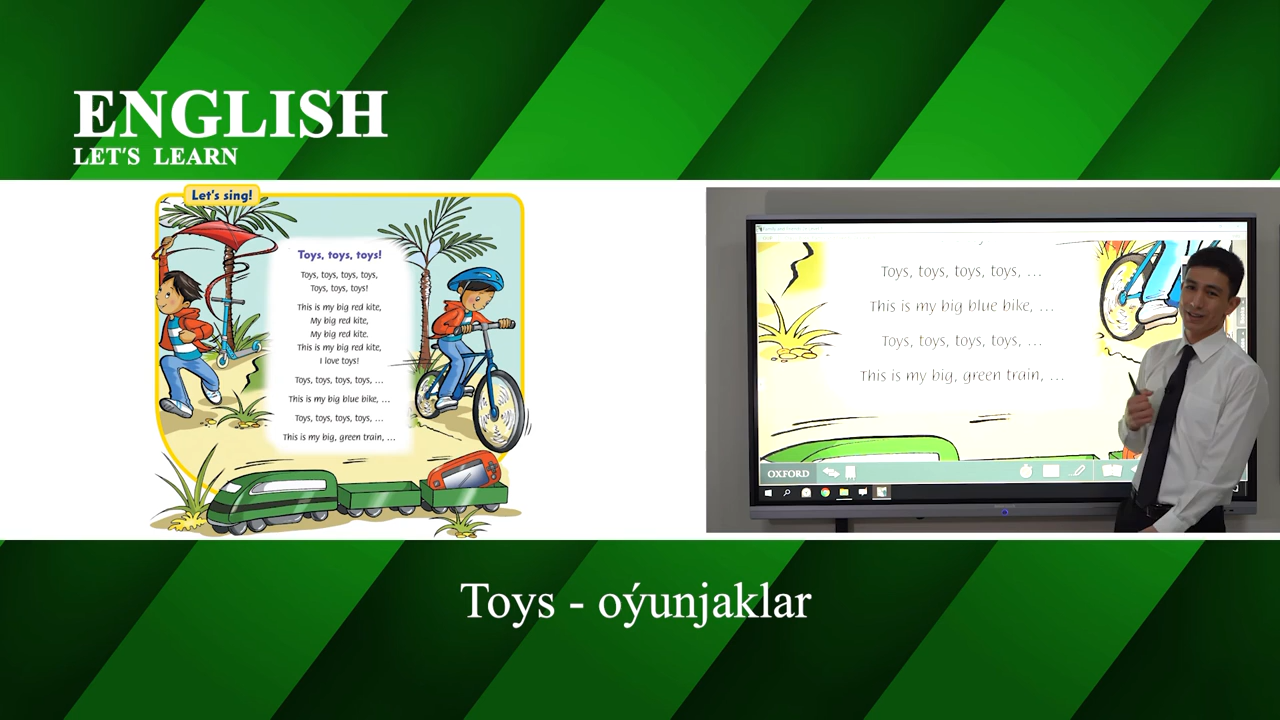 ENGLISH
LET'S LEARN
Let's sing!
Toys, toys, toys!
Toys, toys, toys, toys,
Toys, toys, toys!
This is my big red kite,
My big red kite,
My big red kite.
This is my big red kite,
I love toys!
Toys, toys, toys, toys, ...
This is my big blue bike, ...
Toys, toys, toys, toys, ...
This is my big, green train, ...
Toys, toys, toys, toys, ...
This is my big blue bike, ...
Toys, toys, toys, toys, ...
This is my big, green train, ...
OXFORD
Toys - oýunjaklar